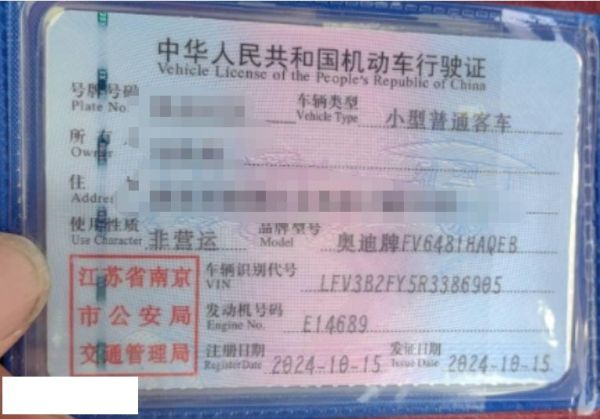 中华人民共和国机动车行驶证
Vehicle License of the People's Republic of China
号牌号码 车辆类型 小型普通客车
Plate No. Vehicle Type
所有
Owner
住
Address
使用性质 非营运 品牌型号 奥迪牌FV6481HAQEB
Use Character Model
江苏省南京 车辆识别代号 LFV3B2FY5R3386905
VIN
市公安局 发动机号码 E14689
Engine No.
交通管理局 注册日期 2024-10-15 发证日期 2024-10-15
Register Date Issue Date